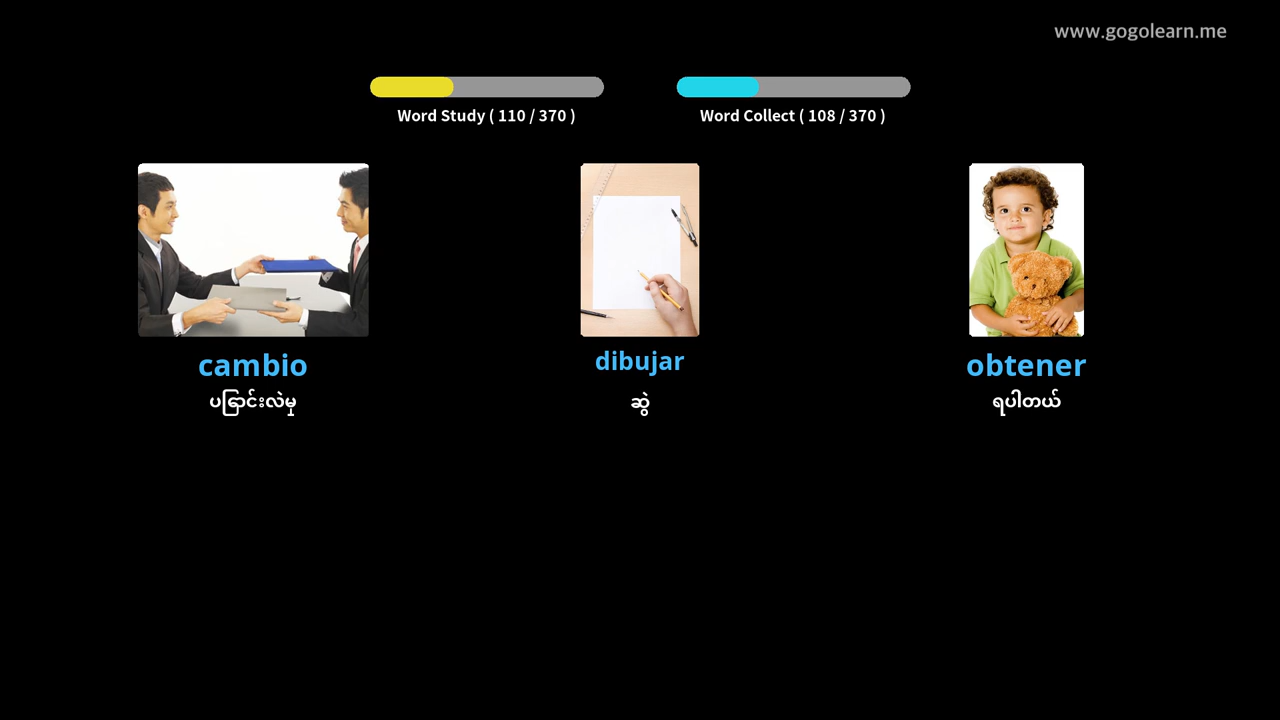 www.gogolearn.me
Word Study ( 110 / 370 )
Word Collect ( 108 / 370 )
cambio
ပြောင်းလဲမှု
dibujar
ဆွဲ
obtener
ရပါတယ်